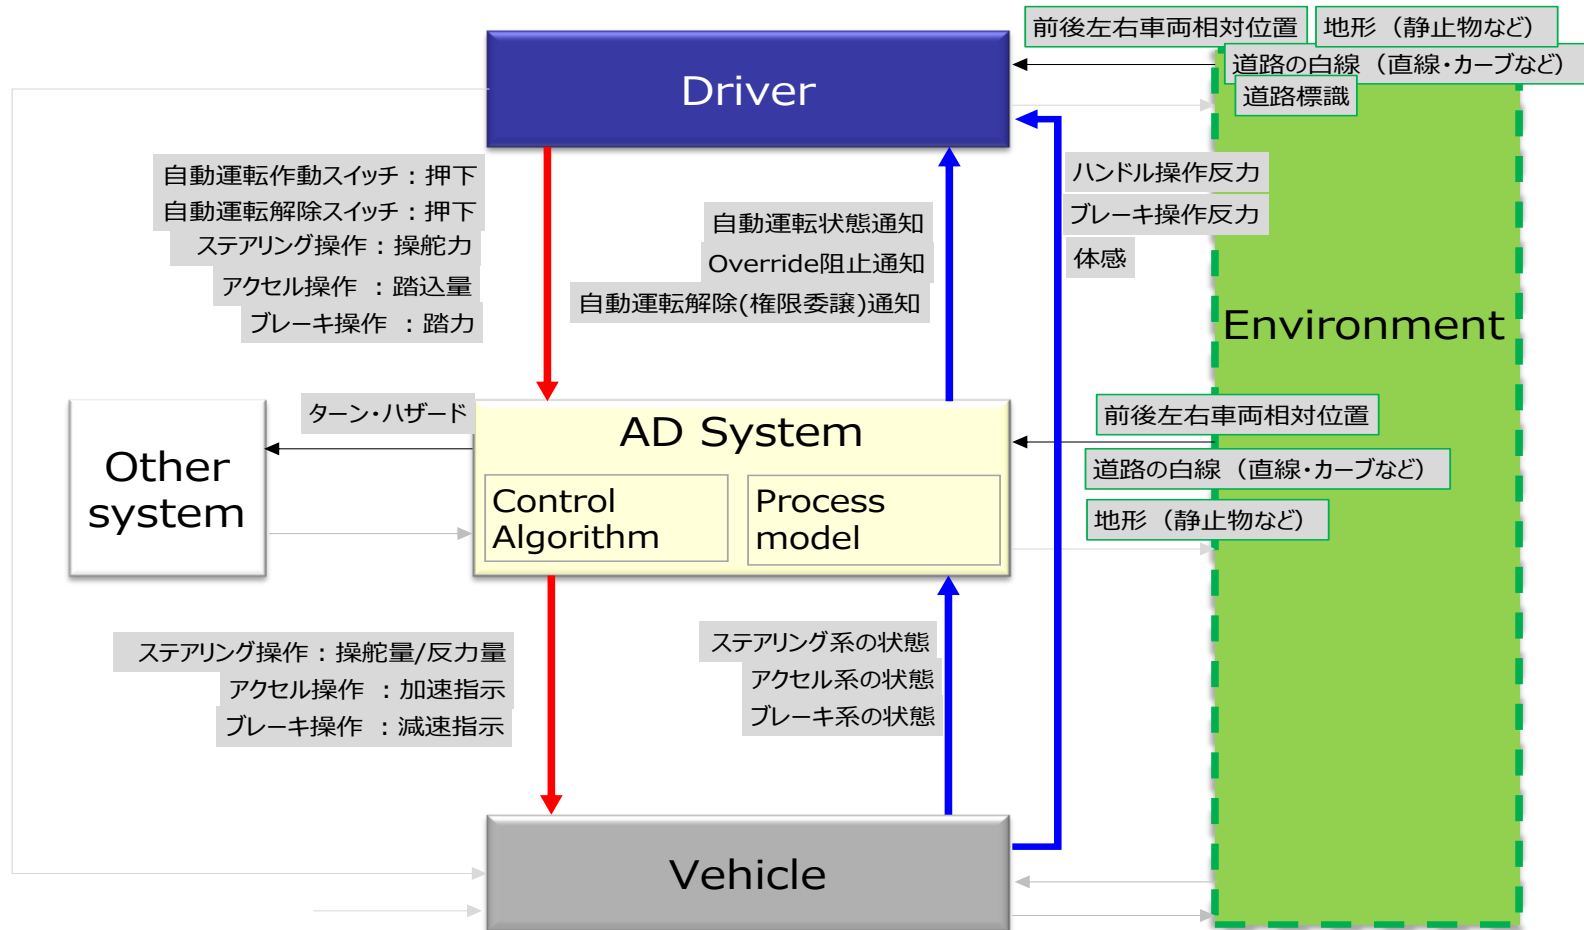 前後左右車両相対位置
地形（静止物など）
道路の白線（直線・カーブなど）
道路標識
Driver
自動運転作動スイッチ：押下
自動運転解除スイッチ：押下
ステアリング操作：操舵力
アクセル操作 ：踏込量
ブレーキ操作 ：踏力
自動運転状態通知
Override阻止通知
自動運転解除(権限委譲)通知
ハンドル操作反力
ブレーキ操作反力
体感
Environment
ターン・ハザード
Other
system
AD System
Control
Algorithm
Process
model
前後左右車両相対位置
道路の白線（直線・カーブなど）
地形（静止物など）
ステアリング操作：操舵量/反力量
アクセル操作 ：加速指示
ブレーキ操作 ：減速指示
ステアリング系の状態
アクセル系の状態
ブレーキ系の状態
Vehicle